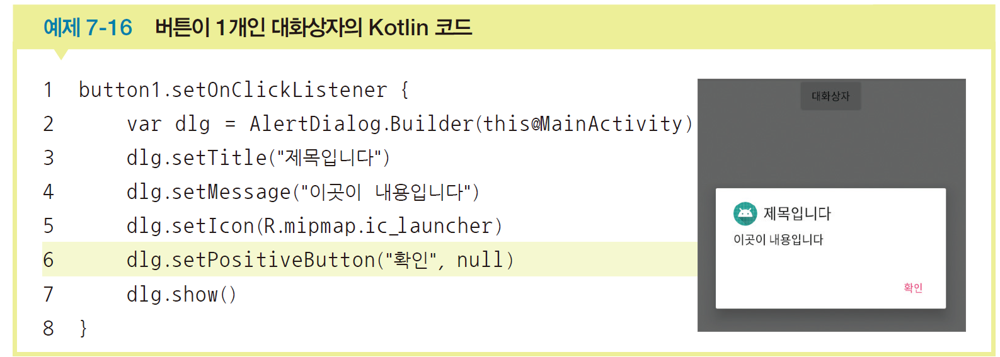 예제 7-16 버튼이 1개인 대화상자의 Kotlin 코드
1 button1.setOnClickListener {
2 var dlg = AlertDialog.Builder(this@MainActivity)
3 dlg.setTitle("제목입니다")
4 dlg.setMessage("이곳이 내용입니다")
5 dlg.setIcon(R.mipmap.ic_launcher)
6 dlg.setPositiveButton("확인", null)
7 dlg.show()
8 }
대화상자
제목입니다
이곳이 내용입니다
확인